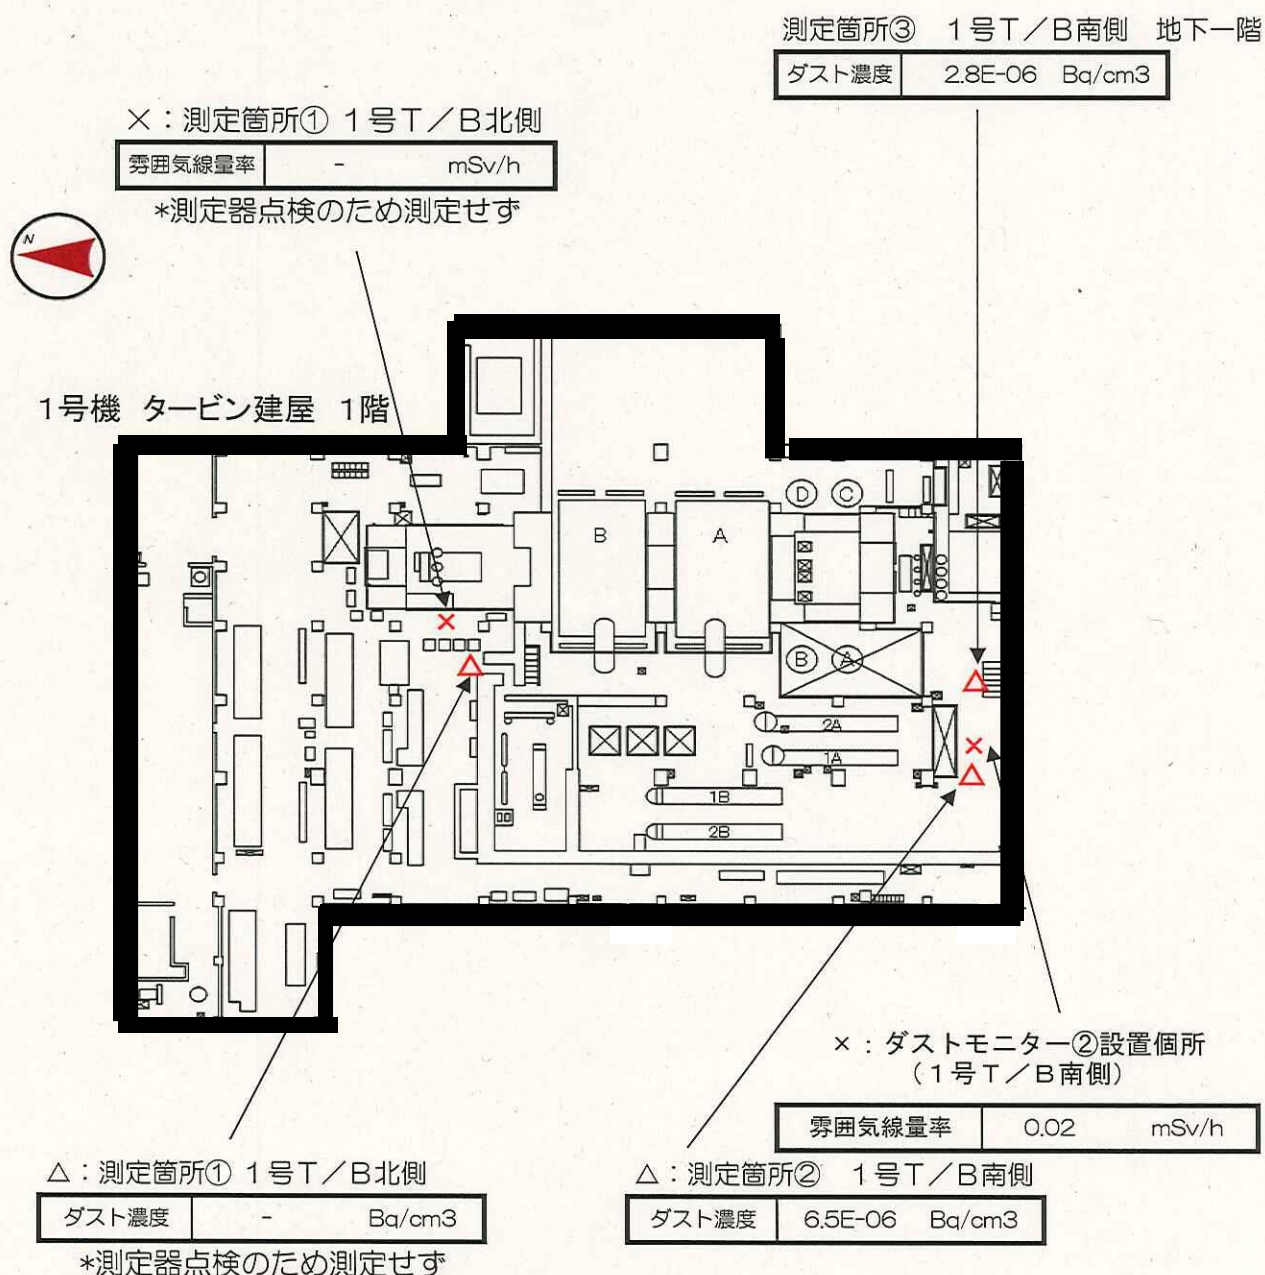 測定箇所③ 1号T／B南側 地下一階
ダスト濃度 2.8E-06 Bq/cm3
×：測定箇所① 1号T／B北側
雰囲気線量率 - mSv/h
*測定器点検のため測定せず
N
1号機 タービン建屋 1階
D C
B A
B A
2A
1A
1B
2B
×：ダストモニター②設置個所
（1号T／B南側）
雰囲気線量率 0.02 mSv/h
△：測定箇所① 1号T／B北側
ダスト濃度 - Bq/cm3
*測定器点検のため測定せず
△：測定箇所② 1号T／B南側
ダスト濃度 6.5E-06 Bq/cm3